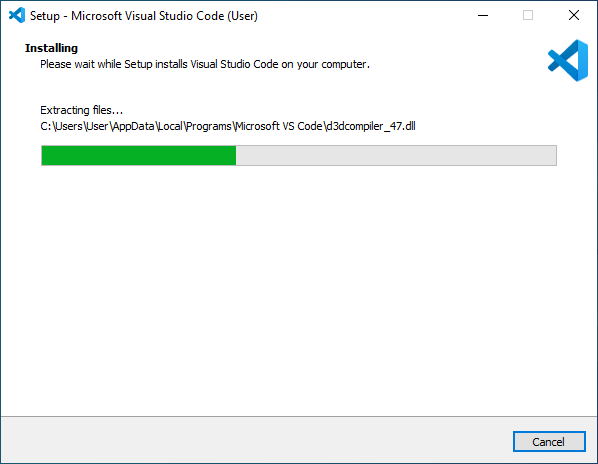 Setup - Microsoft Visual Studio Code (User)
Installing
Please wait while Setup installs Visual Studio Code on your computer.
Extracting files...
C:\Users\User\AppData\Local\Programs\Microsoft VS Code\d3dcompiler_47.dll
Cancel